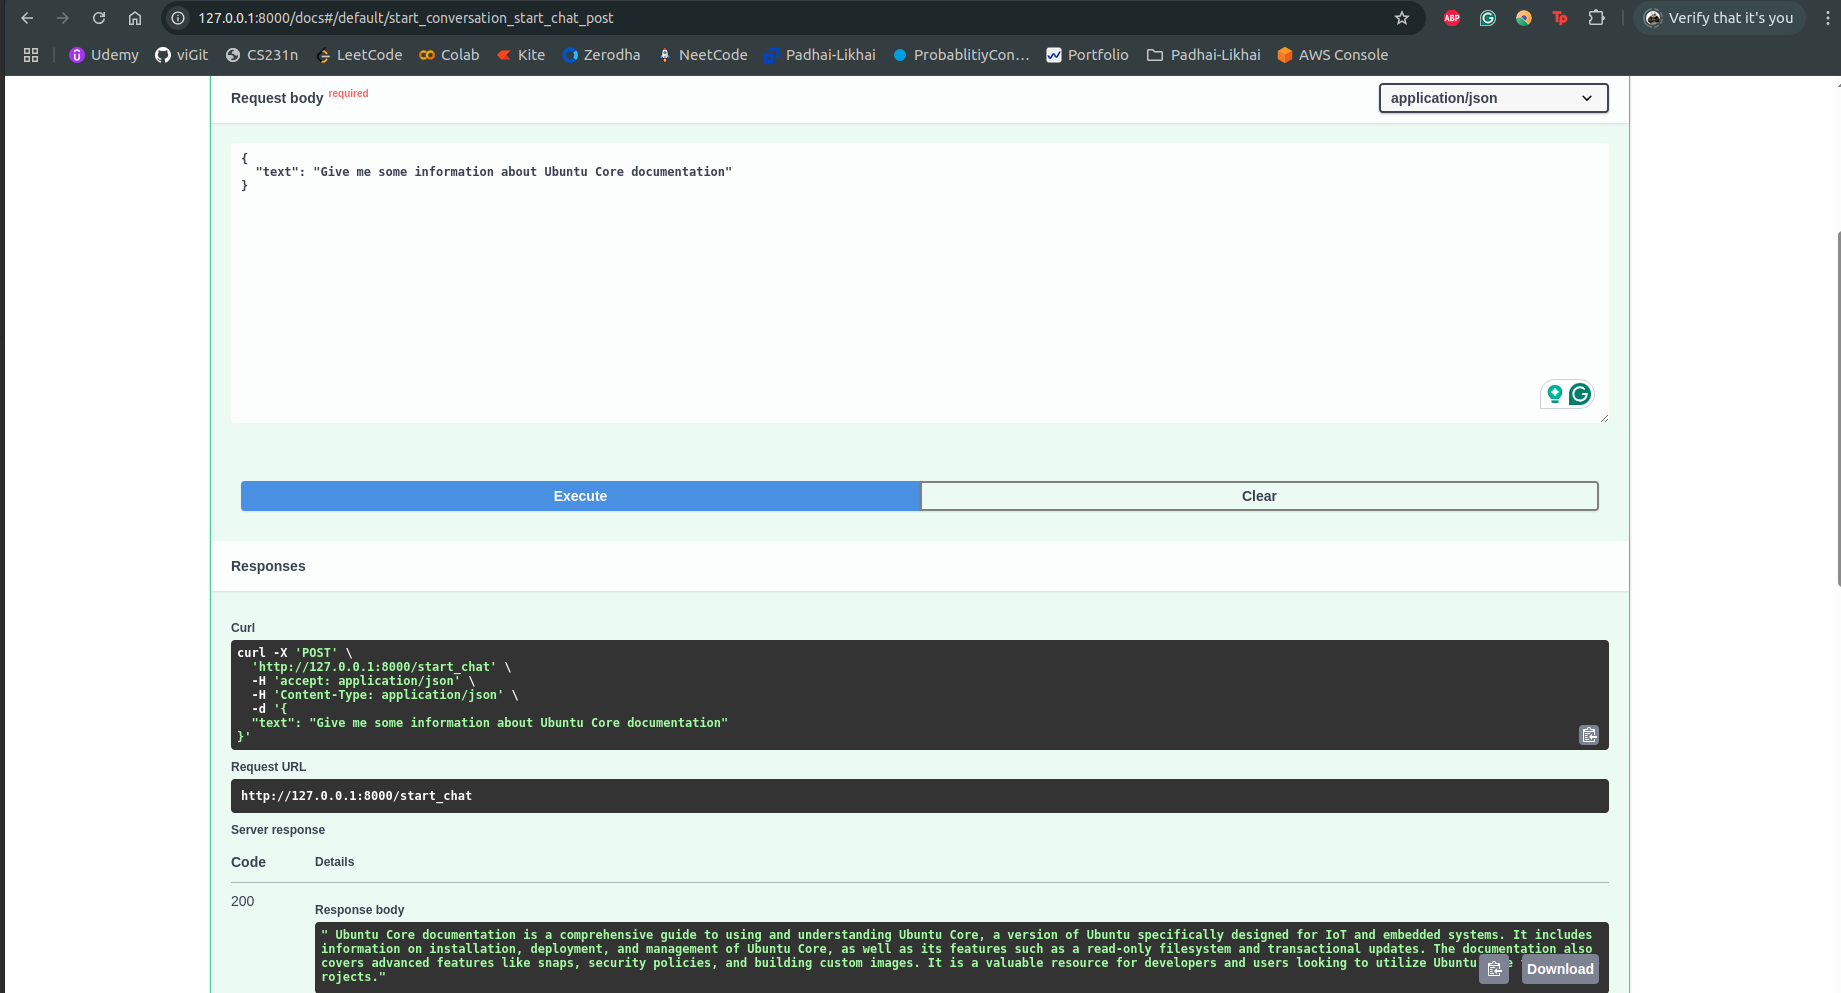 127.0.0.1:8000/docs#/default/start_conversation_start_chat_post
ABP
Tp
Verify that it's you
Udemy
viGit
CS231n
LeetCode
Colab
Kite
Zerodha
NeetCode
Padhai-Likhai
ProbablitiyCon...
Portfolio
Padhai-Likhai
AWS Console
Request body required
application/json
{
"text": "Give me some information about Ubuntu Core documentation"
}
Execute
Clear
Responses
Curl
curl -X 'POST' \
'http://127.0.0.1:8000/start_chat' \
-H 'accept: application/json' \
-H 'Content-Type: application/json' \
-d '{
"text": "Give me some information about Ubuntu Core documentation"
}'
Request URL
http://127.0.0.1:8000/start_chat
Server response
Code
Details
200
Response body
" Ubuntu Core documentation is a comprehensive guide to using and understanding Ubuntu Core, a version of Ubuntu specifically designed for IoT and embedded systems. It includes
information on installation, deployment, and management of Ubuntu Core, as well as its features such as a read-only filesystem and transactional updates. The documentation also
covers advanced features like snaps, security policies, and building custom images. It is a valuable resource for developers and users looking to utilize Ubuntu
rojects."
Download